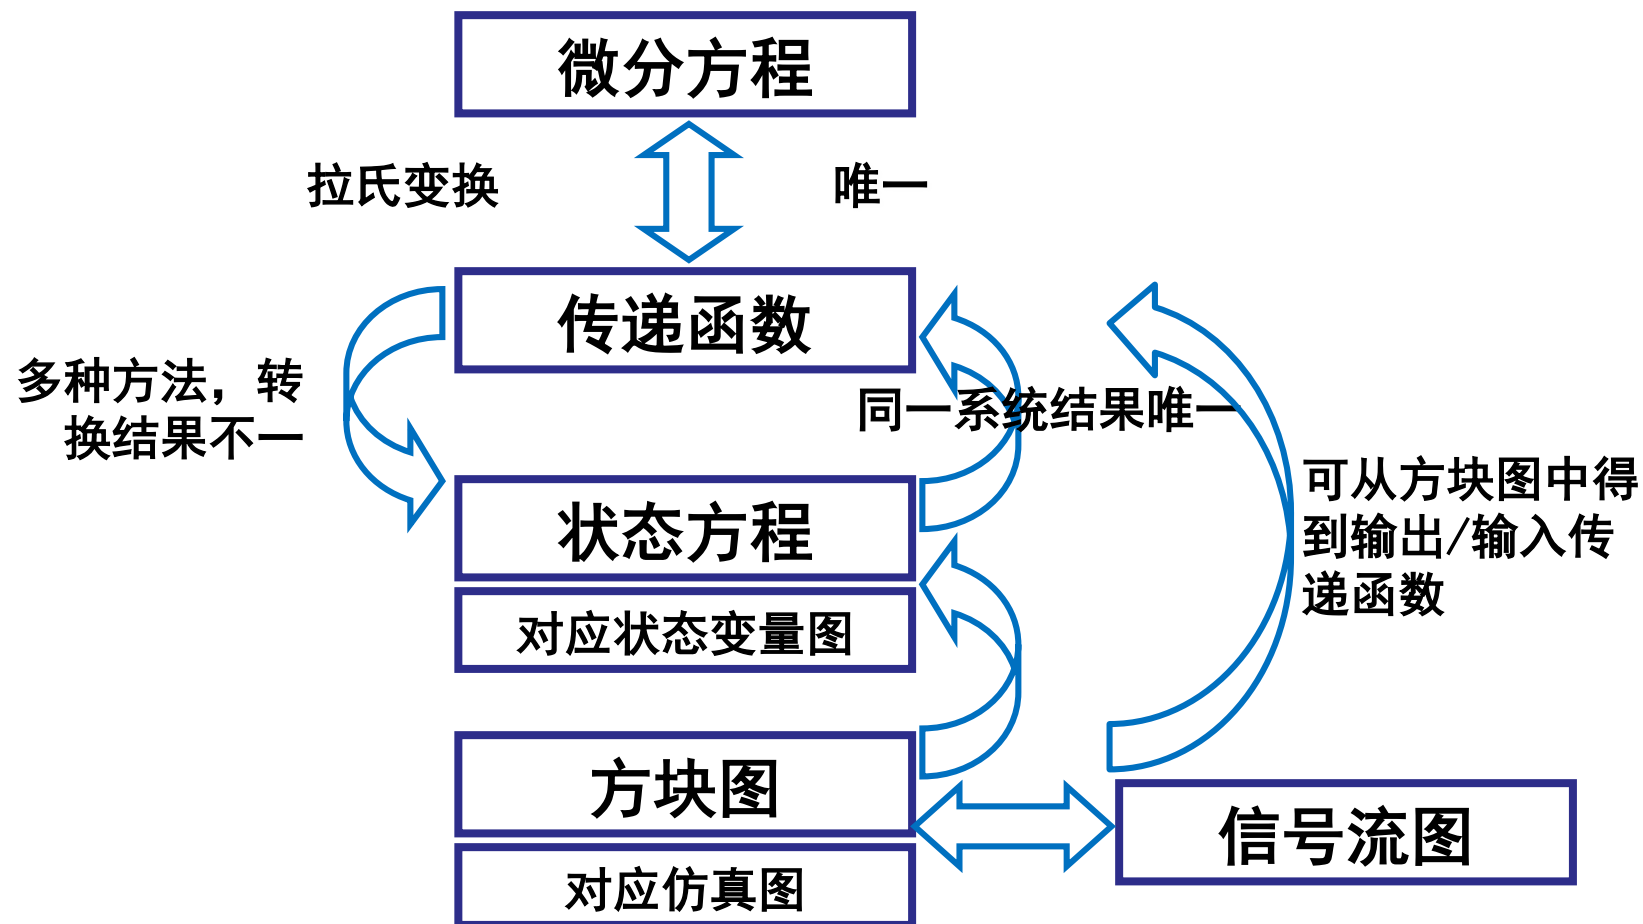 微分方程
拉氏变换
唯一
传递函数
多种方法，转
换结果不一
同一系统结果唯一
状态方程
可从方块图中得
到输出/输入传
递函数
对应状态变量图
方块图
信号流图
对应仿真图